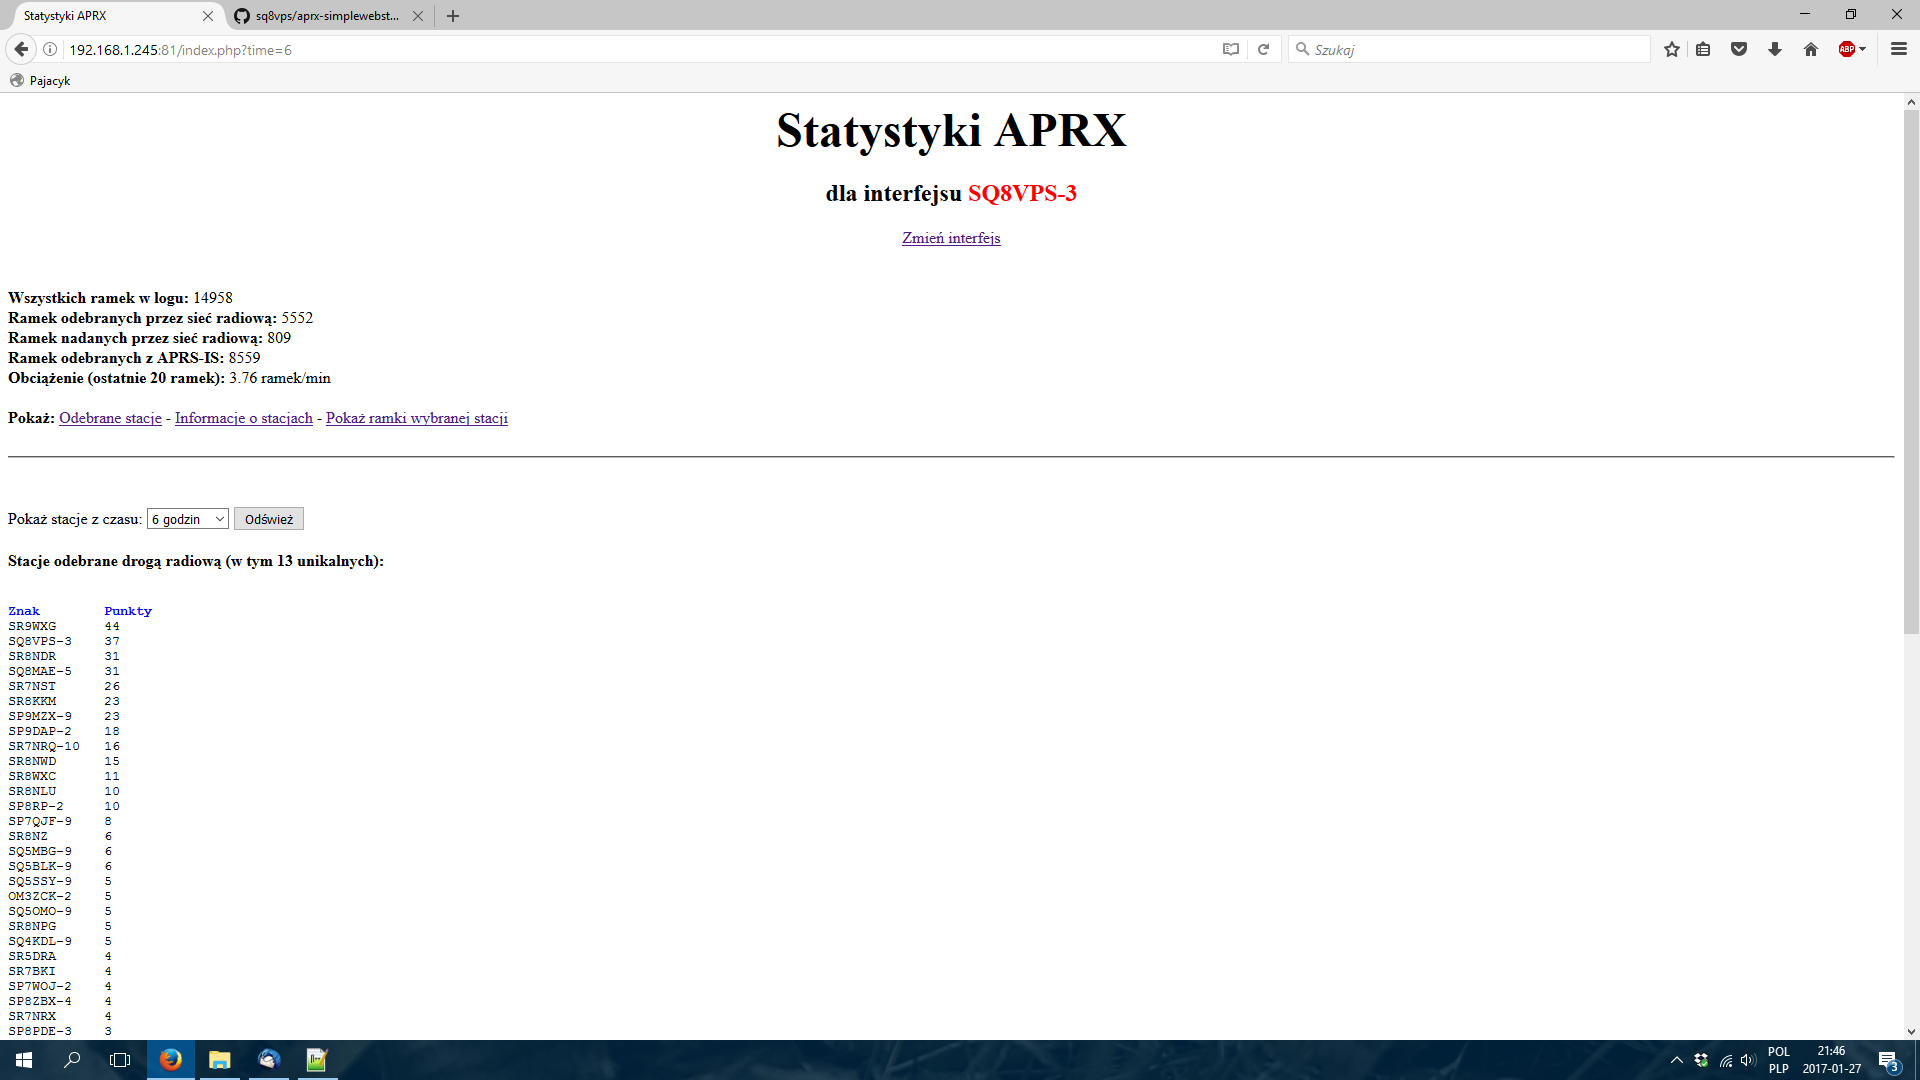 Statystyki APRX
sq8vps/aprx-simplewebst...
192.168.1.245:81/index.php?time=6
Szukaj
ABP
Pajacyk
Statystyki APRX
dla interfejsu SQ8VPS-3
Zmień interfejs
Wszystkich ramek w logu: 14958
Ramek odebranych przez sieć radiową: 5552
Ramek nadanych przez sieć radiową: 809
Ramek odebranych z APRS-IS: 8559
Obciążenie (ostatnie 20 ramek): 3.76 ramek/min
Pokaż: Odebrane stacje - Informacje o stacjach - Pokaż ramki wybranej stacji
Pokaż stacje z czasu: 6 godzin Odśwież
Stacje odebrane drogą radiową (w tym 13 unikalnych):
Znak Punkty
SR9WXG 44
SQ8VPS-3 37
SR8NDR 31
SQ8MAE-5 31
SR7NST 26
SR8KKM 23
SP9MZX-9 23
SP9DAP-2 18
SR7NRQ-10 16
SR8NWD 15
SR8WXC 11
SR8NLU 10
SP8RP-2 10
SP7QJF-9 8
SR8NZ 6
SQ5MBG-9 6
SQ5BLK-9 6
SQ5SSY-9 5
OM3ZCK-2 5
SQ5OMO-9 5
SR8NPG 5
SQ4KDL-9 5
SR5DRA 4
SR7BKI 4
SP7WOJ-2 4
SP8ZBX-4 4
SR7NRX 4
SP8PDE-3 3
POL
PLP
21:46
2017-01-27
3